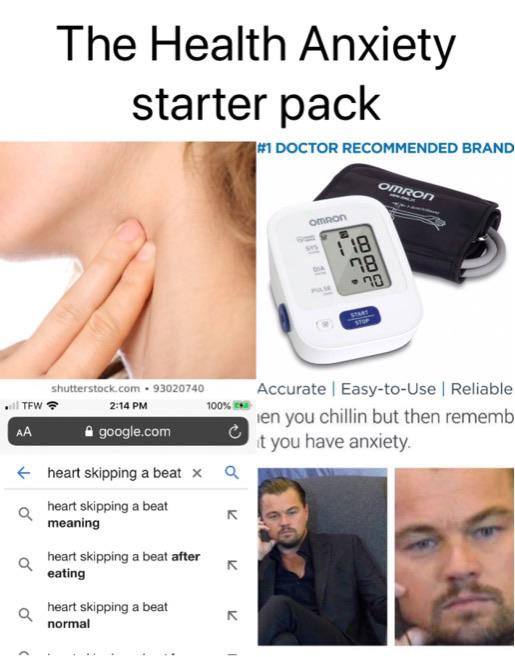 The Health Anxiety
starter pack
#1 DOCTOR RECOMMENDED BRAND
OMRON
OMRON
SYS
118
DIA
78
PULSE
70
START
STOP
shutterstock.com • 93020740
Accurate | Easy-to-Use | Reliable
TFW
2:14 PM
100%
AA
google.com
heart skipping a beat ×
heart skipping a beat
meaning
heart skipping a beat after
eating
heart skipping a beat
normal
en you chillin but then rememb
t you have anxiety.